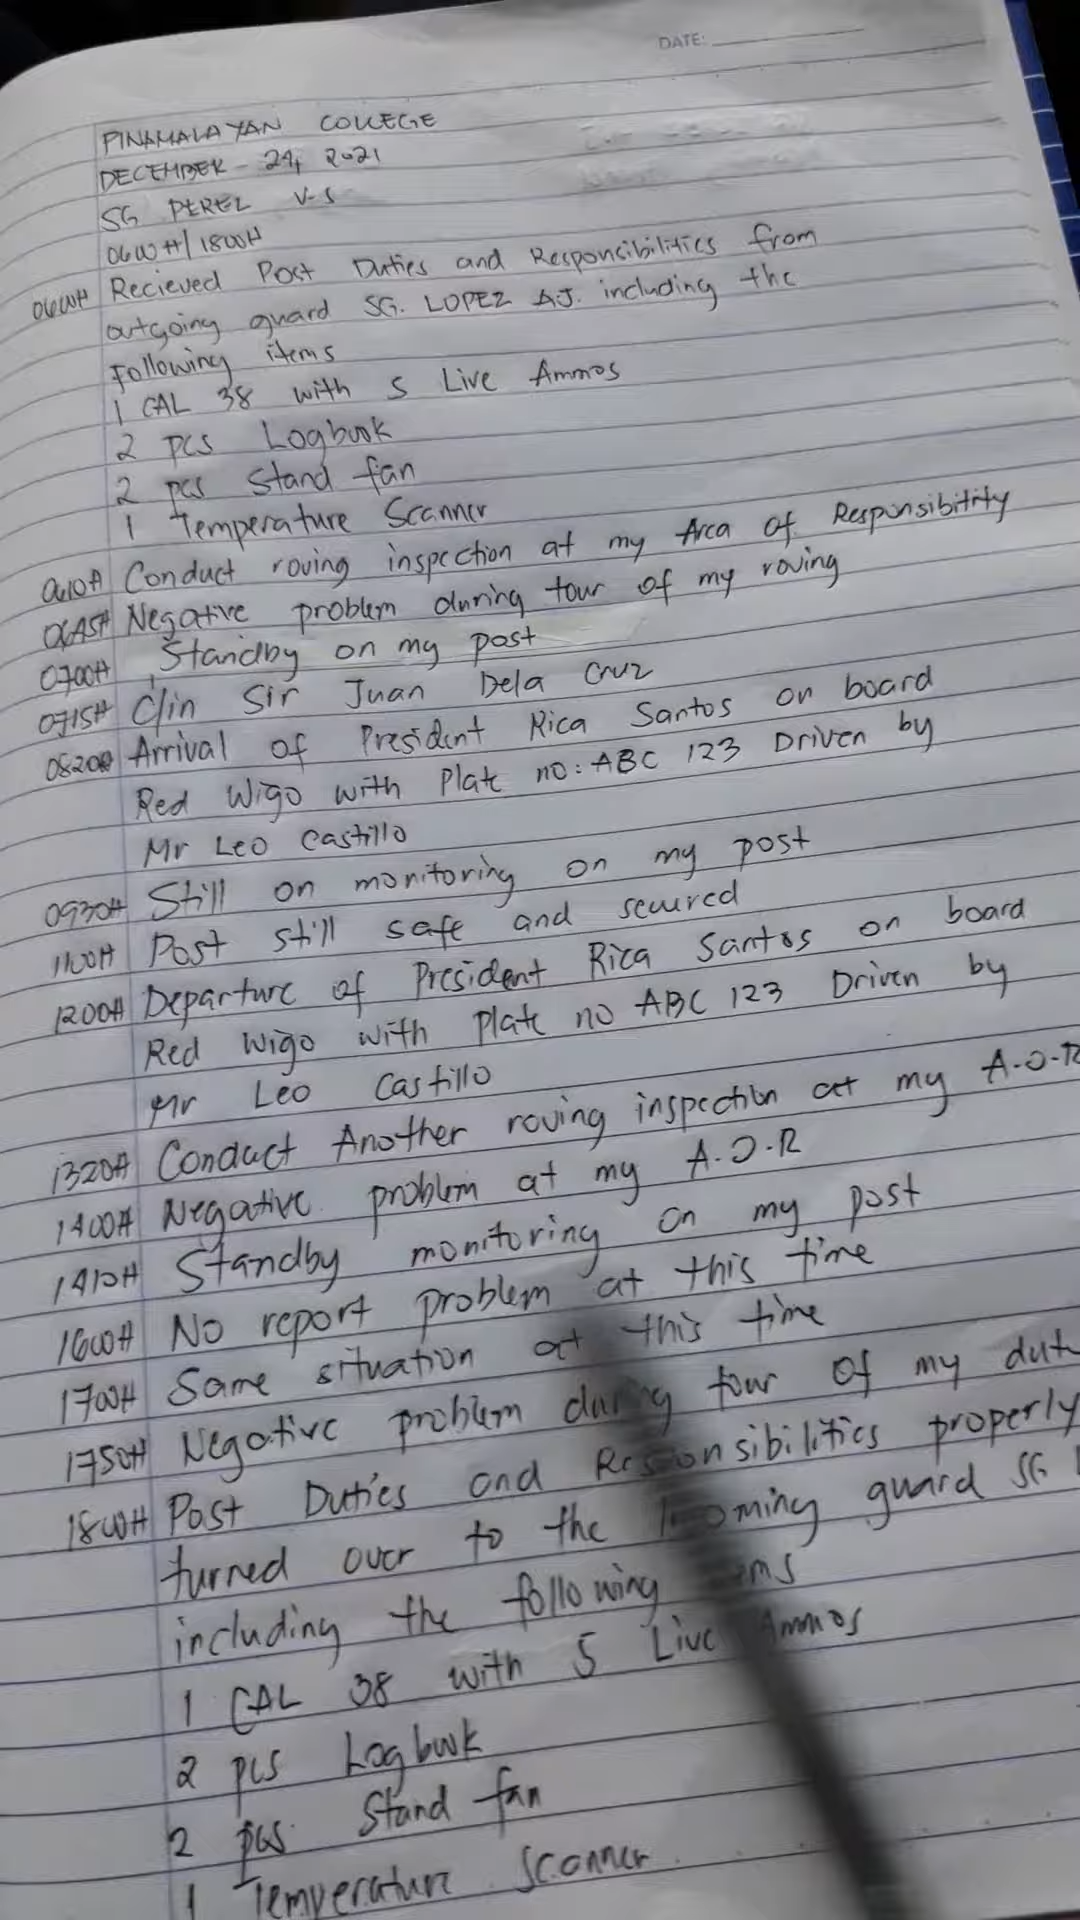 DATE:
PINAMALAYAN COLLEGE
DECEMBER - 24, 2021
SG PEREZ V-S
0600H/1800H
0600H Recieved Post Duties and Responsibilities from
outgoing guard SG. LOPEZ A.J. including the
Following items
1 CAL 38 with 5 Live Ammos
2 pcs Logbook
2 pcs Stand fan
1 Temperature Scanner
0610H Conduct roving inspection at my Area of Responsibility
0645H Negative problem during tour of my roving
0700H Standby on my post
0715H C/in Sir Juan Dela Cruz
0820H Arrival of President Rica Santos on board
Red Wigo with Plate no: ABC 123 Driven by
Mr Leo Castillo
0930H Still on monitoring on my post
1100H Post still safe and secured
1200H Departure of President Rica Santos on board
Red Wigo with Plate no ABC 123 Driven by
Mr Leo Castillo
1320H Conduct Another roving inspection at my A-O-R
1400H Negative problem at my A.O.R
1410H Standby monitoring on my post
1600H No report problem at this time
1700H Same situation at this time
1750H Negative problem during tour of my
1800H Post Duties and Responsibilities properly
turned over to the guard SG
including the following
1 CAL 38 with 5 Live Ammos
2 pcs Logbook
2 pcs Stand fan
1 Temperature Scanner